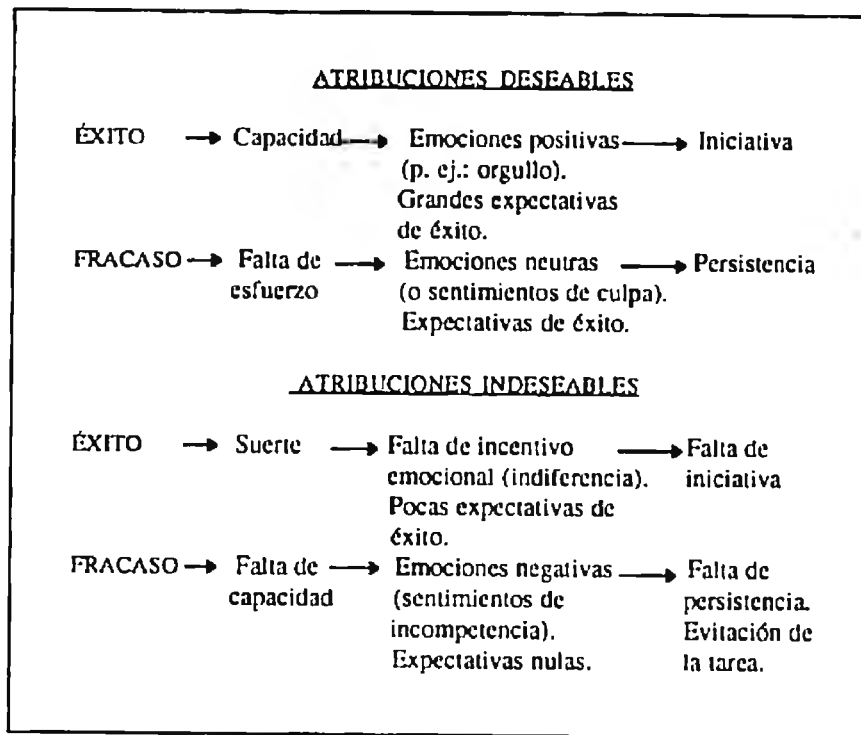 ATRIBUCIONES DESEABLES
ÉXITO → Capacidad → Emociones positivas → Iniciativa
(p. ej.: orgullo).
Grandes expectativas
de éxito.
FRACASO → Falta de → Emociones neutras → Persistencia
esfuerzo (o sentimientos de culpa).
Expectativas de éxito.
ATRIBUCIONES INDESEABLES
ÉXITO → Suerte → Falta de incentivo → Falta de
emocional (indiferencia). iniciativa
Pocas expectativas de
éxito.
FRACASO → Falta de → Emociones negativas → Falta de
capacidad (sentimientos de persistencia.
incompetencia). Evitación de
Expectativas nulas. la tarea.